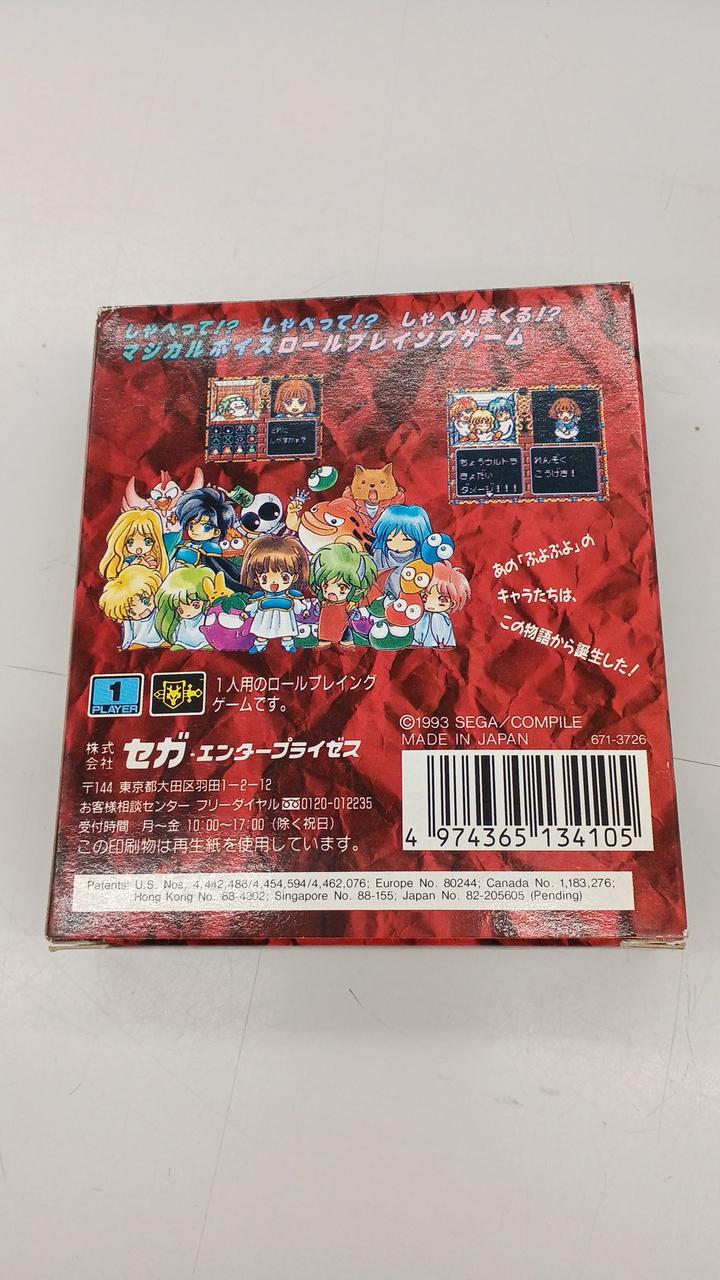 しゃべって!? しゃべって!? しゃべりまくる!?
マジカルボイスロールプレイングゲーム
どれに
しますかぁ?
ちょうウルトラ
きょだい
ダメージ!!!
れんぞく
こうげき!
あの「ぷよぷよ」の
キャラたちは、
この物語から誕生した!
1
PLAYER
1人用のロールプレイング
ゲームです。
©1993 SEGA/COMPILE
MADE IN JAPAN
671-3726
株式会社 セガ・エンタープライゼス
〒144 東京都大田区羽田1-2-12
お客様相談センター フリーダイヤル 0120-012235
受付時間 月〜金 10:00〜17:00 (除く祝日)
この印刷物は再生紙を使用しています。
4 974365 134105
Patents: U.S. Nos. 4,442,486/4,454,594/4,462,076; Europe No. 80244; Canada No. 1,183,276;
Hong Kong No. 88-4302; Singapore No. 88-155; Japan No. 82-205605 (Pending)